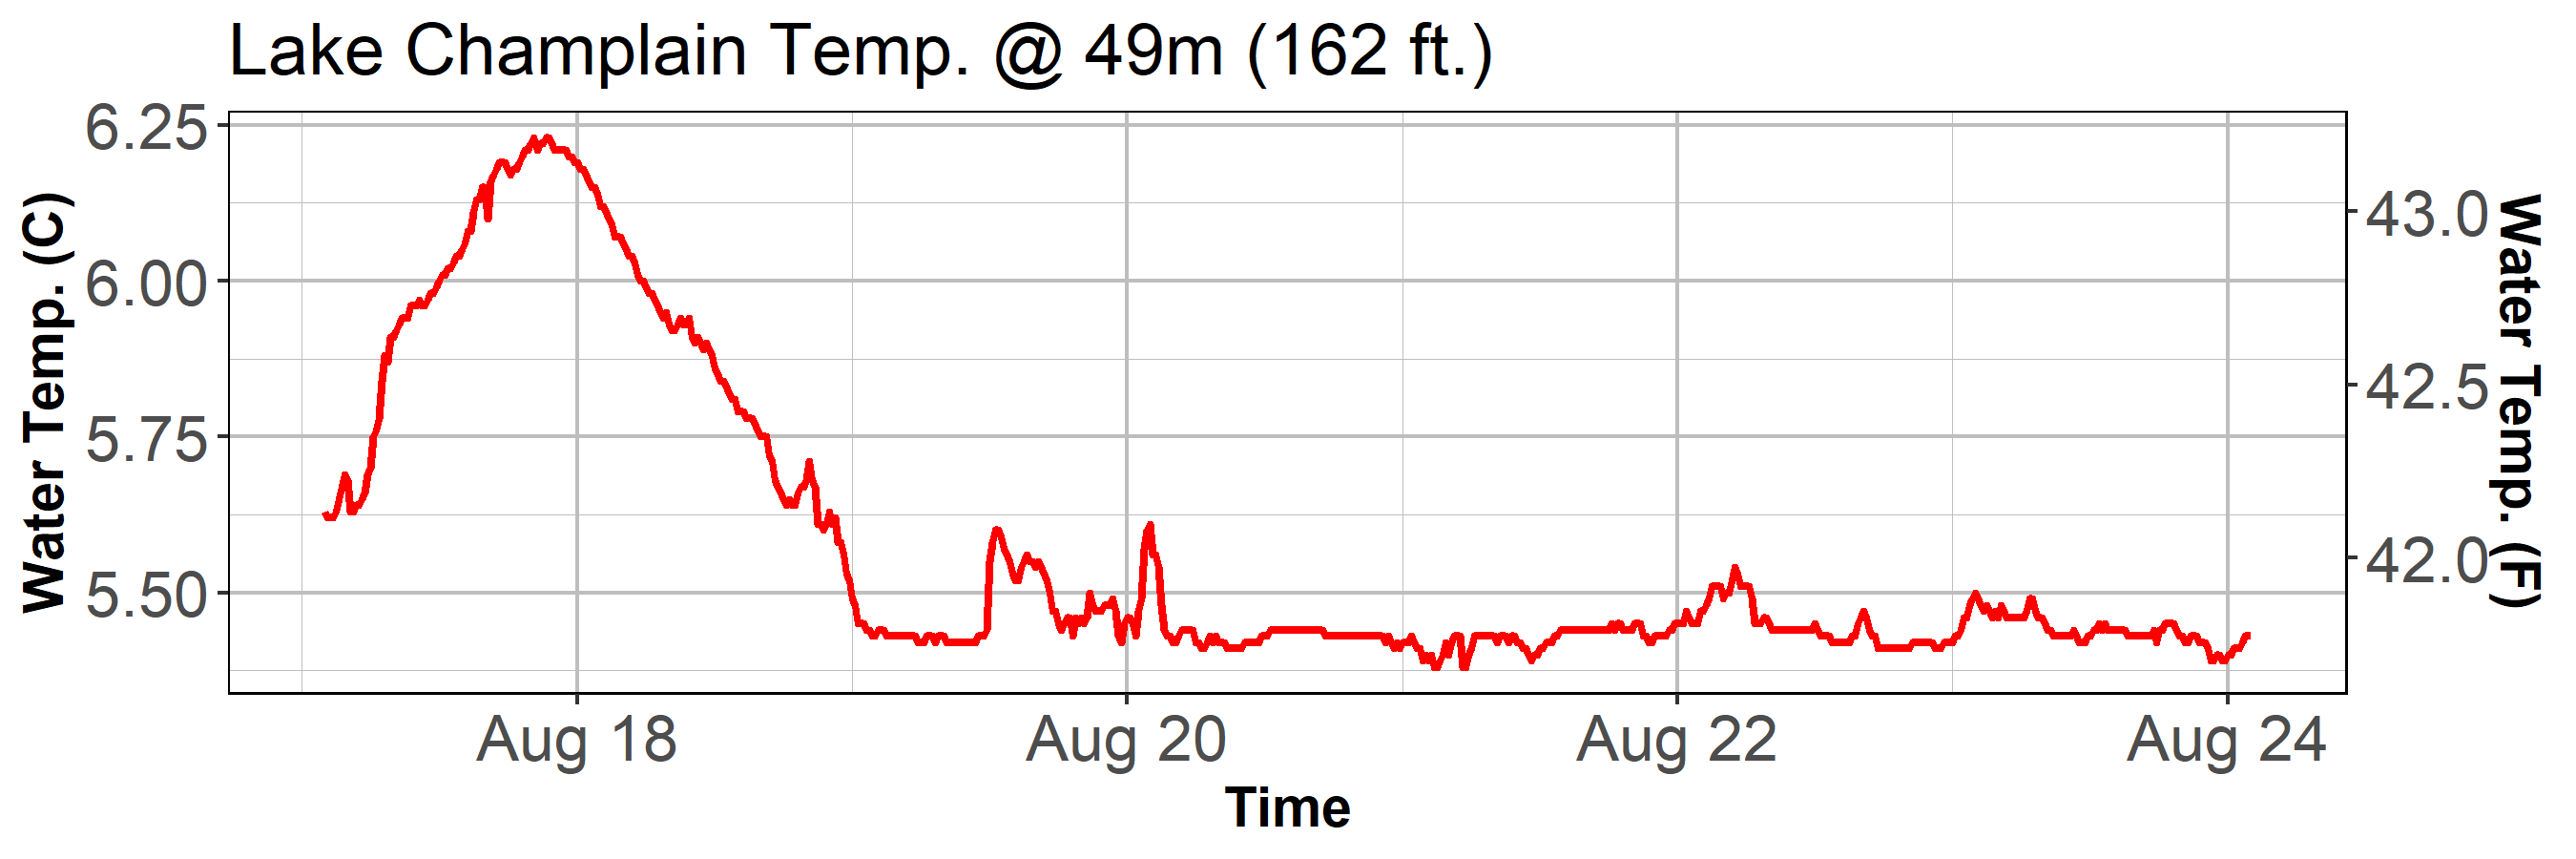 Lake Champlain Temp. @ 49m (162 ft.)
Water Temp. (C)
6.25
6.00
5.75
5.50
43.0
42.5
42.0
Water Temp. (F)
Aug 18 Aug 20 Aug 22 Aug 24
Time